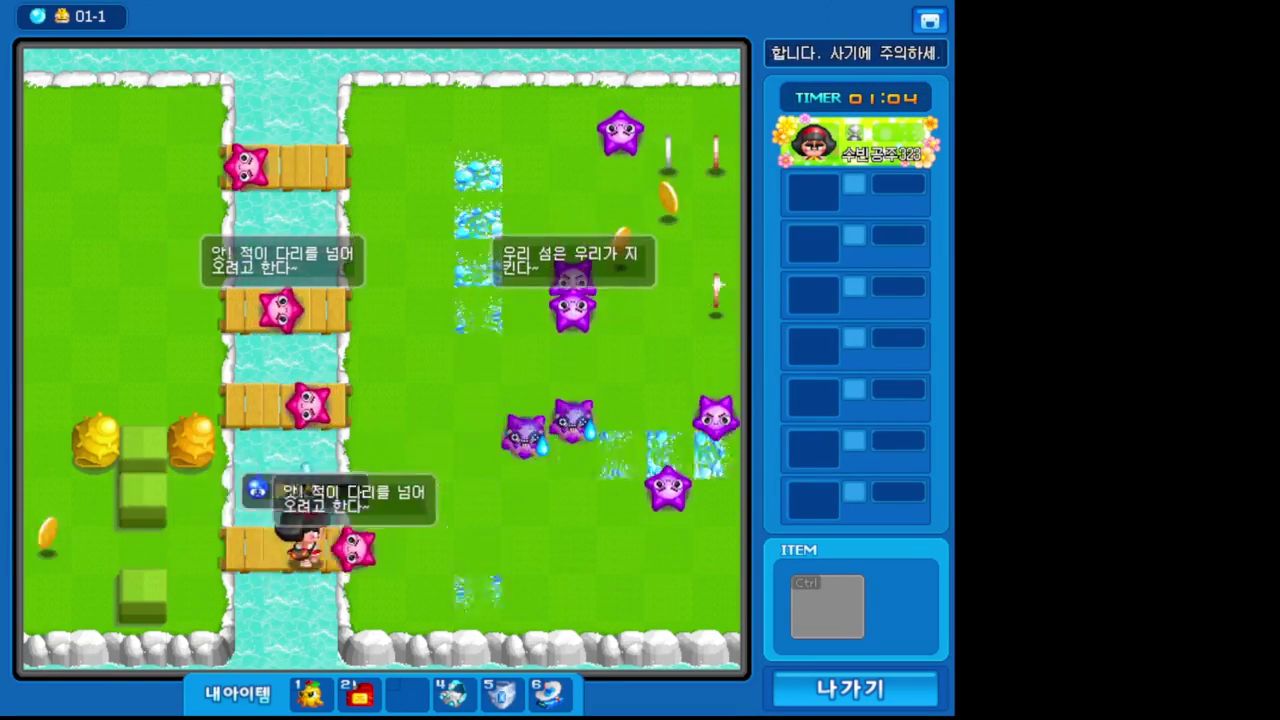 01-1
합니다. 사기에 주의하세.
TIMER 01:04
수빈공주323
앗! 적이 다리를 넘어
오려고 한다~
우리 섬은 우리가 지
킨다~
앗! 적이 다리를 넘어
오려고 한다~
ITEM
Ctrl
내아이템
1
2
4
5
6
나가기